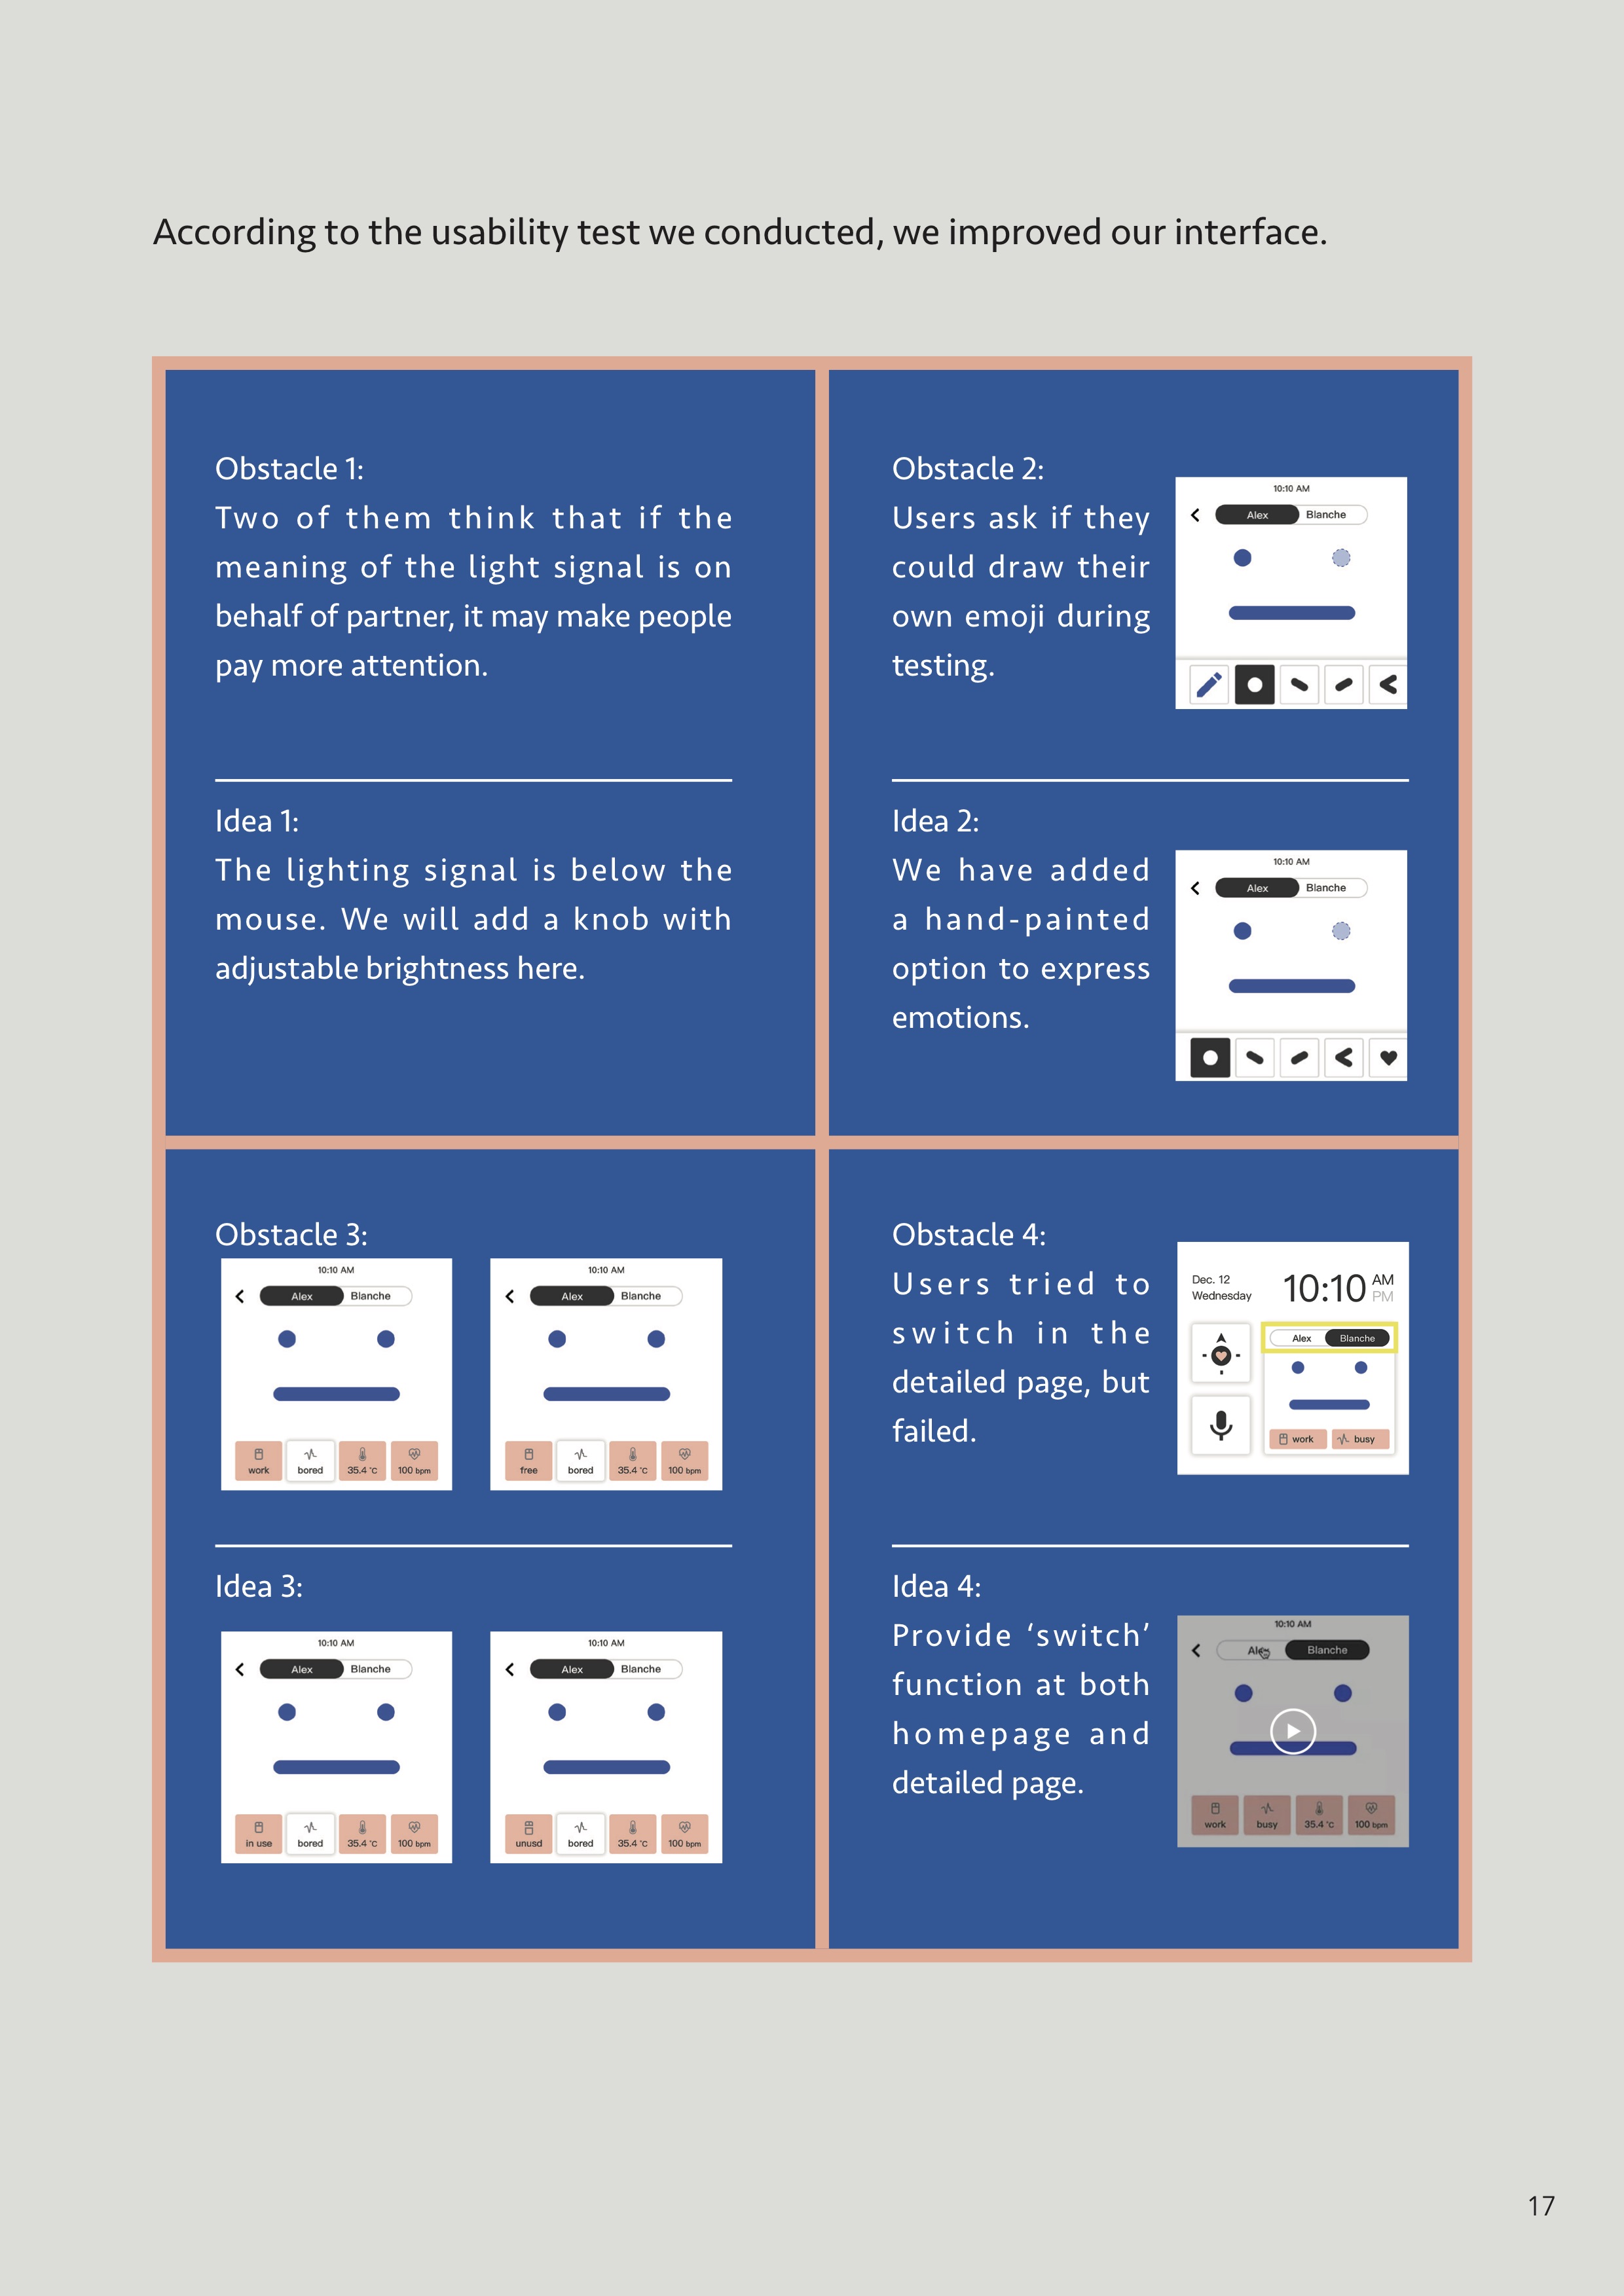 According to the usability test we conducted, we improved our interface.
Obstacle 1:
Two of them think that if the
meaning of the light signal is on
behalf of partner, it may make people
pay more attention.
Idea 1:
The lighting signal is below the
mouse. We will add a knob with
adjustable brightness here.
Obstacle 2:
Users ask if they
could draw their
own emoji during
testing.
10:10 AM
Alex Blanche
Idea 2:
We have added
a hand-painted
option to express
emotions.
10:10 AM
Alex Blanche
Obstacle 3:
10:10 AM
Alex Blanche
work bored 35.4 °C 100 bpm
10:10 AM
Alex Blanche
free bored 35.4 °C 100 bpm
Idea 3:
10:10 AM
Alex Blanche
in use bored 35.4 °C 100 bpm
10:10 AM
Alex Blanche
unusd bored 35.4 °C 100 bpm
Obstacle 4:
Users tried to
switch in the
detailed page, but
failed.
Dec. 12
Wednesday
10:10 AM
PM
Alex Blanche
work busy
Idea 4:
Provide ‘switch’
function at both
homepage and
detailed page.
10:10 AM
Alex Blanche
work busy 35.4 °C 100 bpm
17